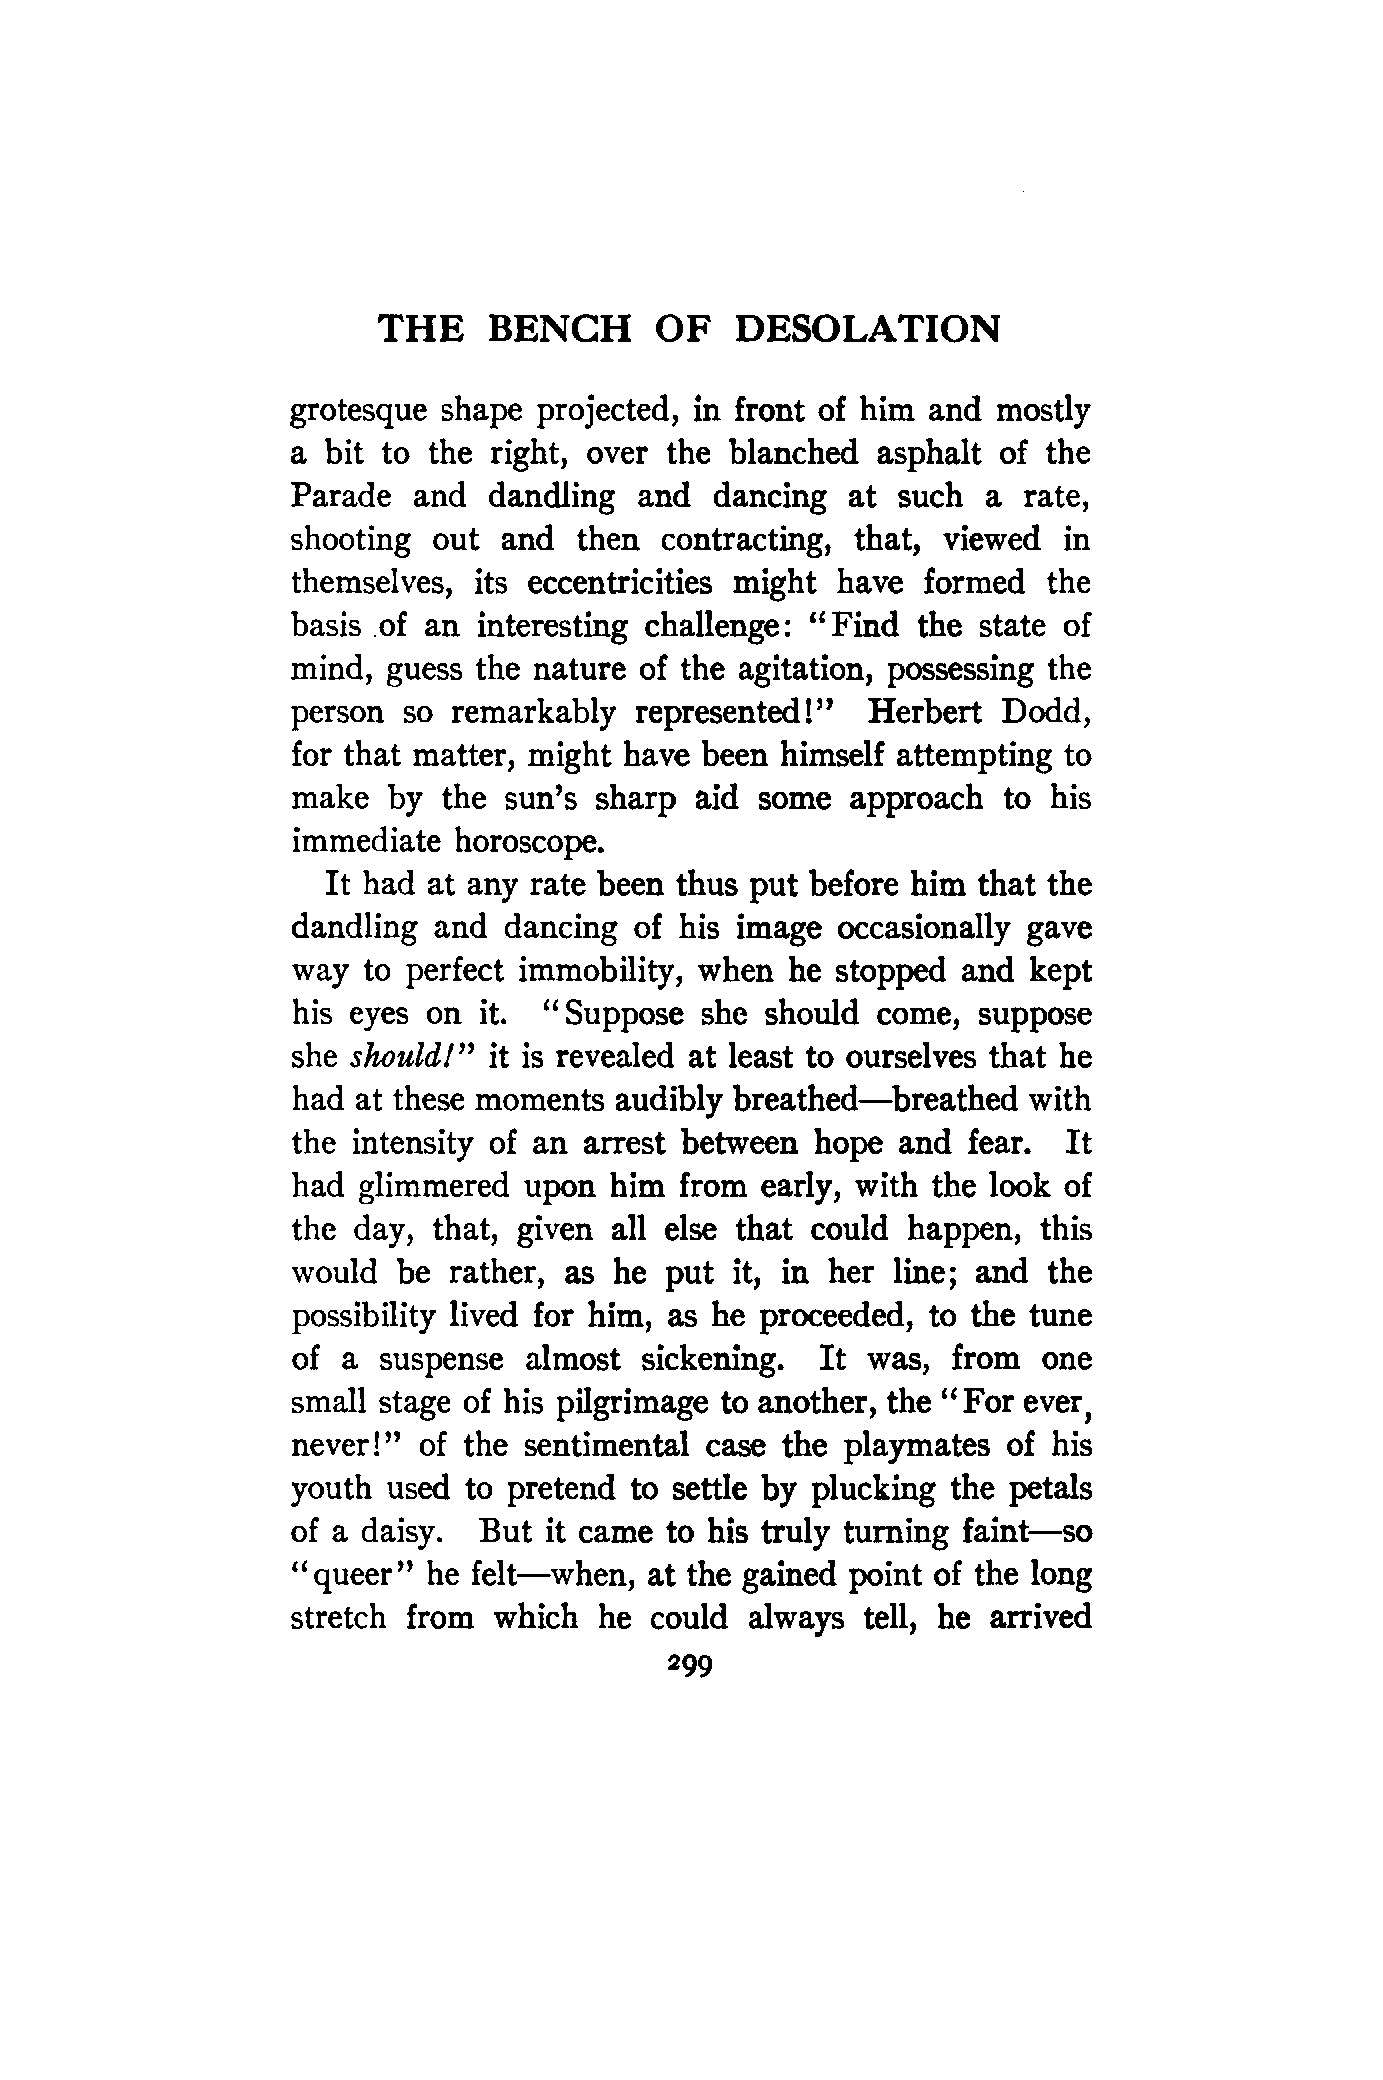 THE BENCH OF DESOLATION
grotesque shape projected, in front of him and mostly
a bit to the right, over the blanched asphalt of the
Parade and dandling and dancing at such a rate,
shooting out and then contracting, that, viewed in
themselves, its eccentricities might have formed the
basis of an interesting challenge: "Find the state of
mind, guess the nature of the agitation, possessing the
person so remarkably represented!" Herbert Dodd,
for that matter, might have been himself attempting to
make by the sun's sharp aid some approach to his
immediate horoscope.
It had at any rate been thus put before him that the
dandling and dancing of his image occasionally gave
way to perfect immobility, when he stopped and kept
his eyes on it. "Suppose she should come, suppose
she should!" it is revealed at least to ourselves that he
had at these moments audibly breathed—breathed with
the intensity of an arrest between hope and fear. It
had glimmered upon him from early, with the look of
the day, that, given all else that could happen, this
would be rather, as he put it, in her line; and the
possibility lived for him, as he proceeded, to the tune
of a suspense almost sickening. It was, from one
small stage of his pilgrimage to another, the "For ever,
never!" of the sentimental case the playmates of his
youth used to pretend to settle by plucking the petals
of a daisy. But it came to his truly turning faint—so
"queer" he felt—when, at the gained point of the long
stretch from which he could always tell, he arrived
299